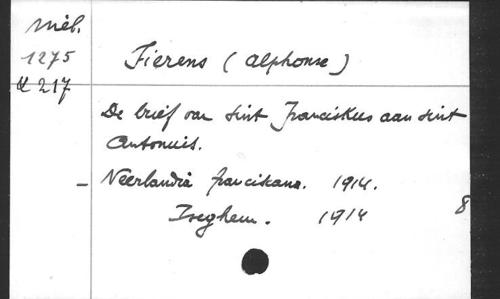 Mél.
1275
Fierens (Alphonse)
217
De brief van Sint Franciskus aan Sint
Antonius.
- Neerlandia franciscana. 1914.
Iseghem. 1914
8